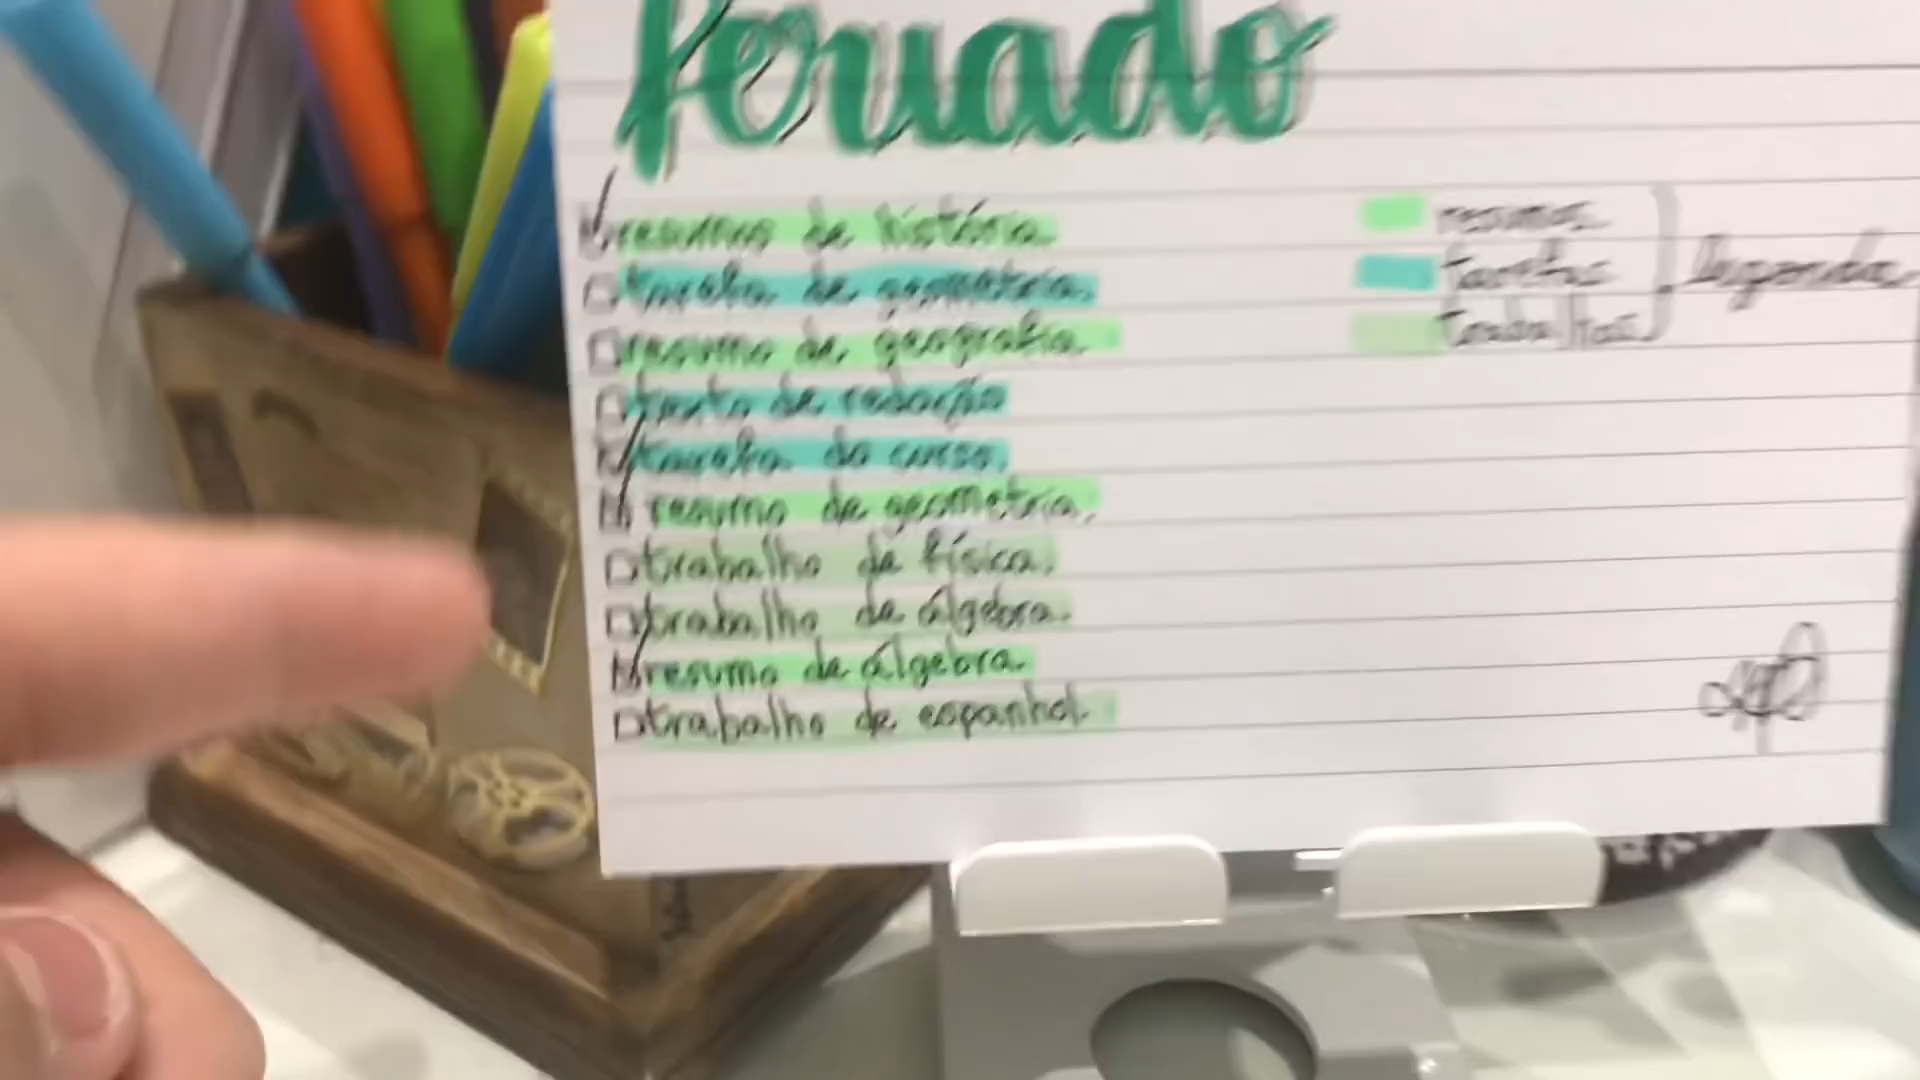 Feriado
resumo de história.
tarefa de geometria.
resumo de geografia.
texto de redação
tarefa do curso.
resumo de geometria.
trabalho de física.
trabalho de álgebra.
resumo de álgebra.
trabalho de espanhol.
resumos
tarefas
trabalhos
legenda